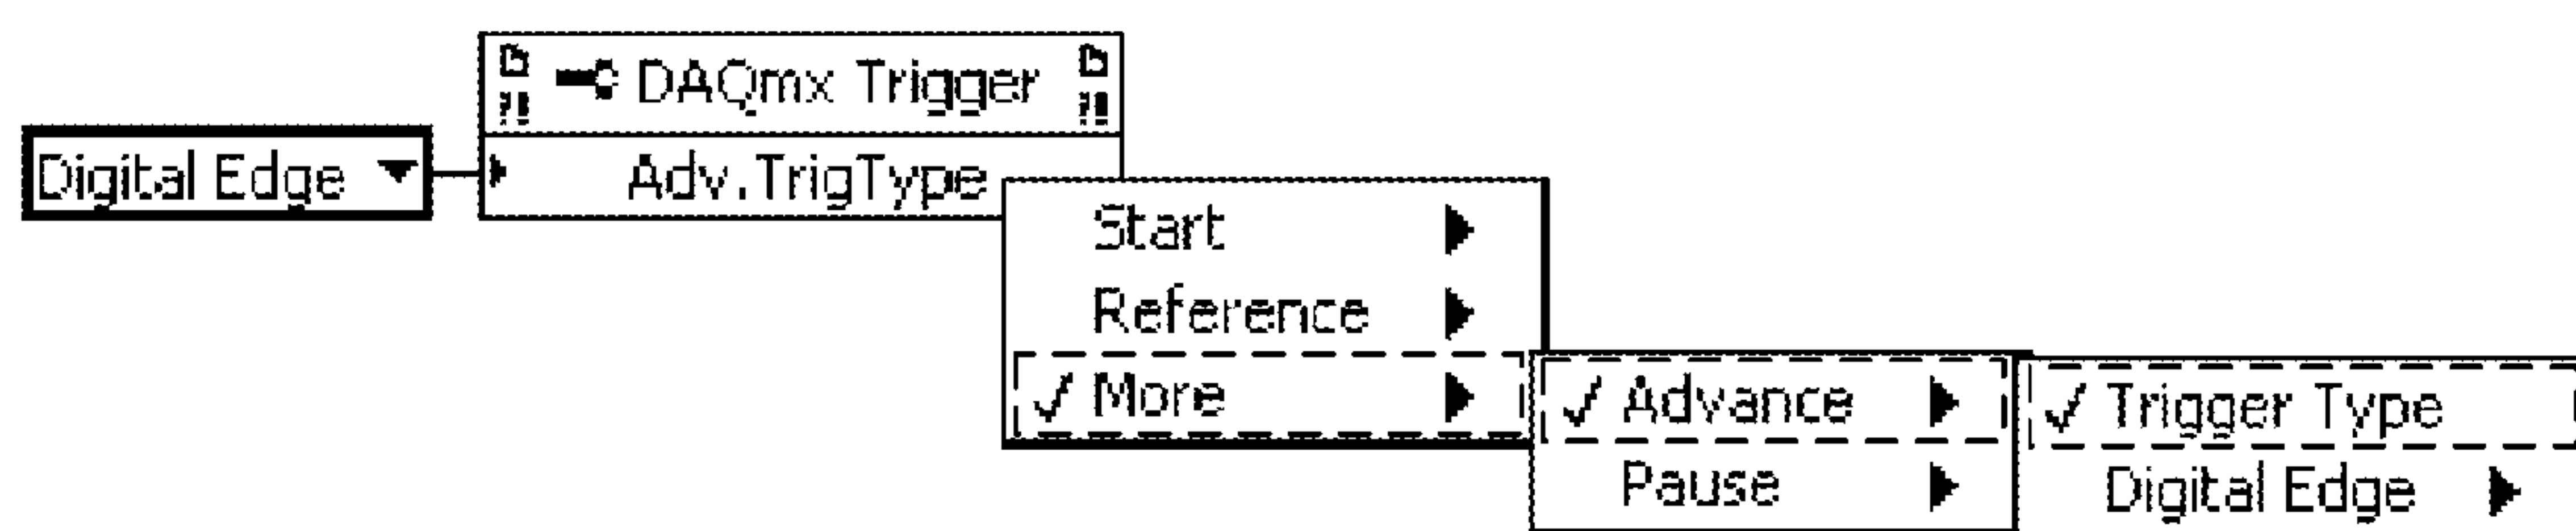 DAQmx Trigger
Digital Edge
Adv.TrigType
Start
Reference
✓ More
✓ Advance
Pause
✓ Trigger Type
Digital Edge